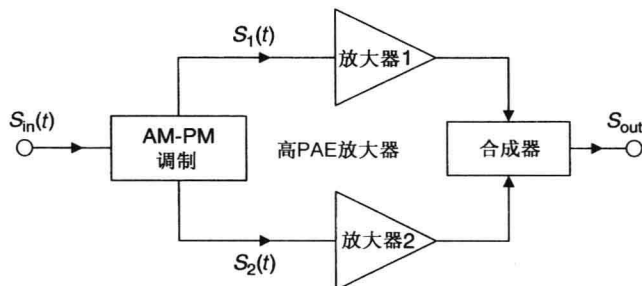 S₁(t)
放大器1
Sin(t)
AM-PM
调制
高PAE放大器
合成器
Sout
S₂(t)
放大器2